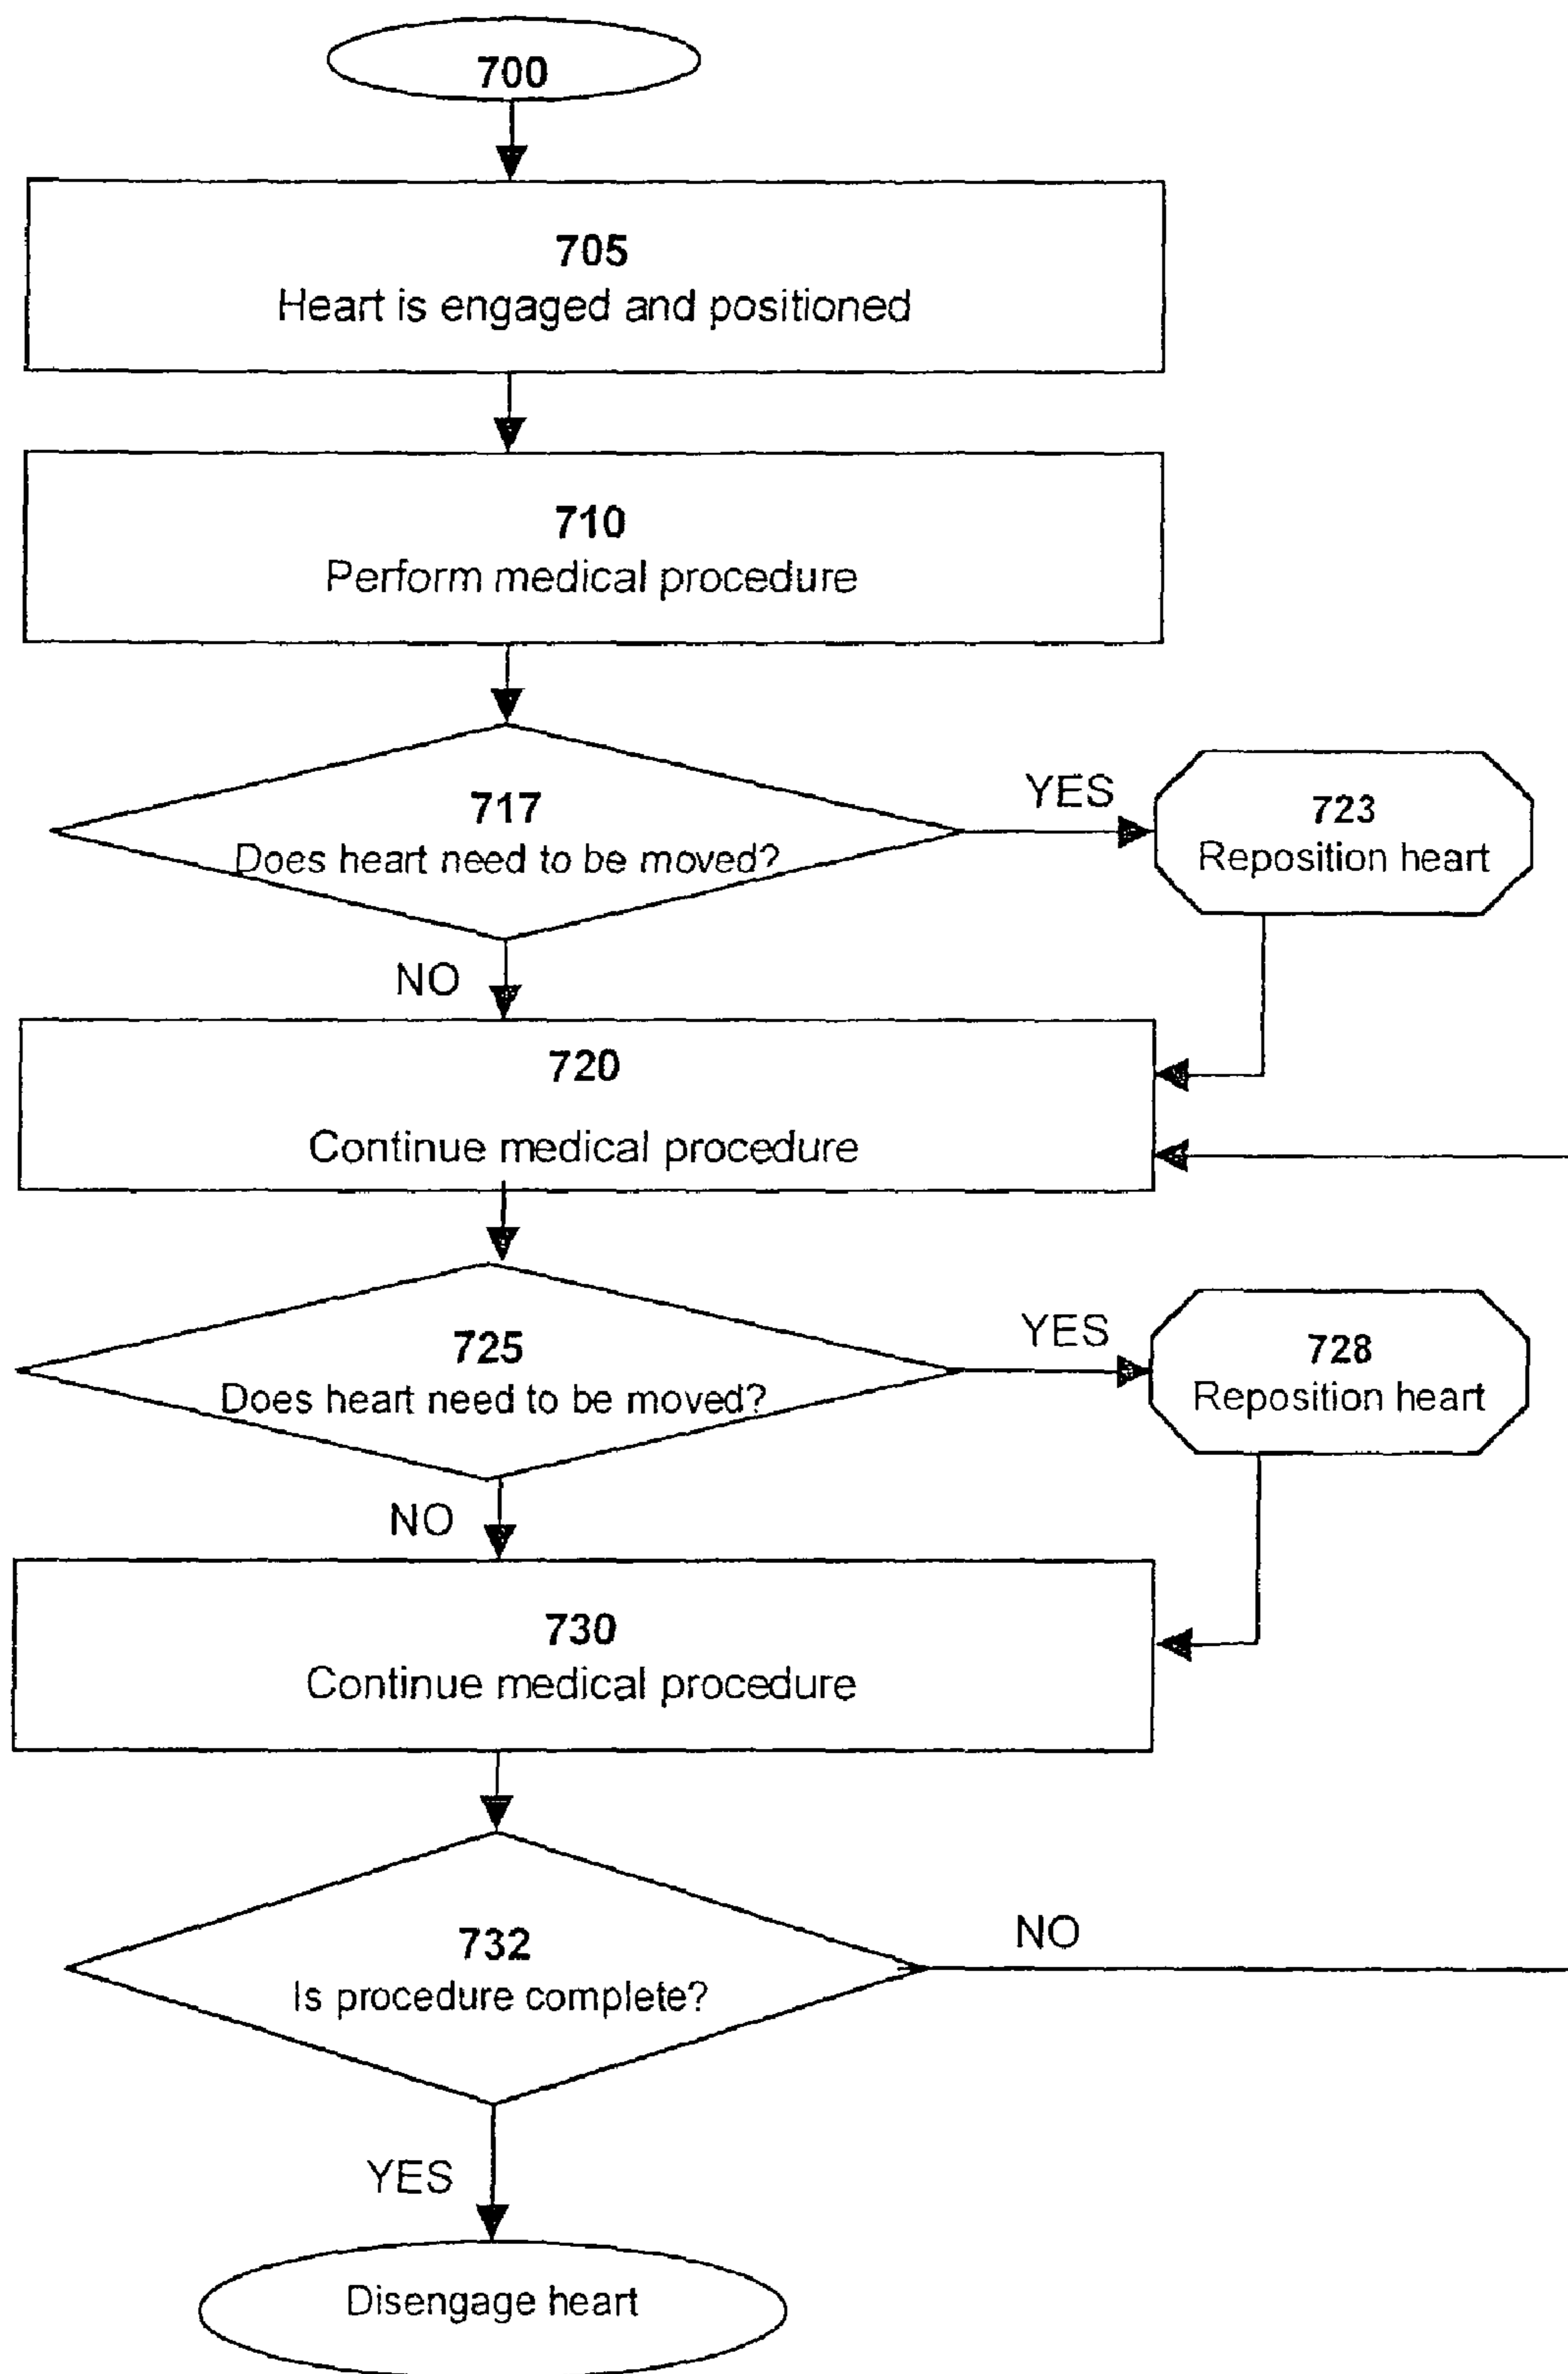 700
705
Heart is engaged and positioned
710
Perform medical procedure
717
Does heart need to be moved?
YES
723
Reposition heart
NO
720
Continue medical procedure
725
Does heart need to be moved?
YES
728
Reposition heart
NO
730
Continue medical procedure
732
Is procedure complete?
NO
YES
Disengage heart